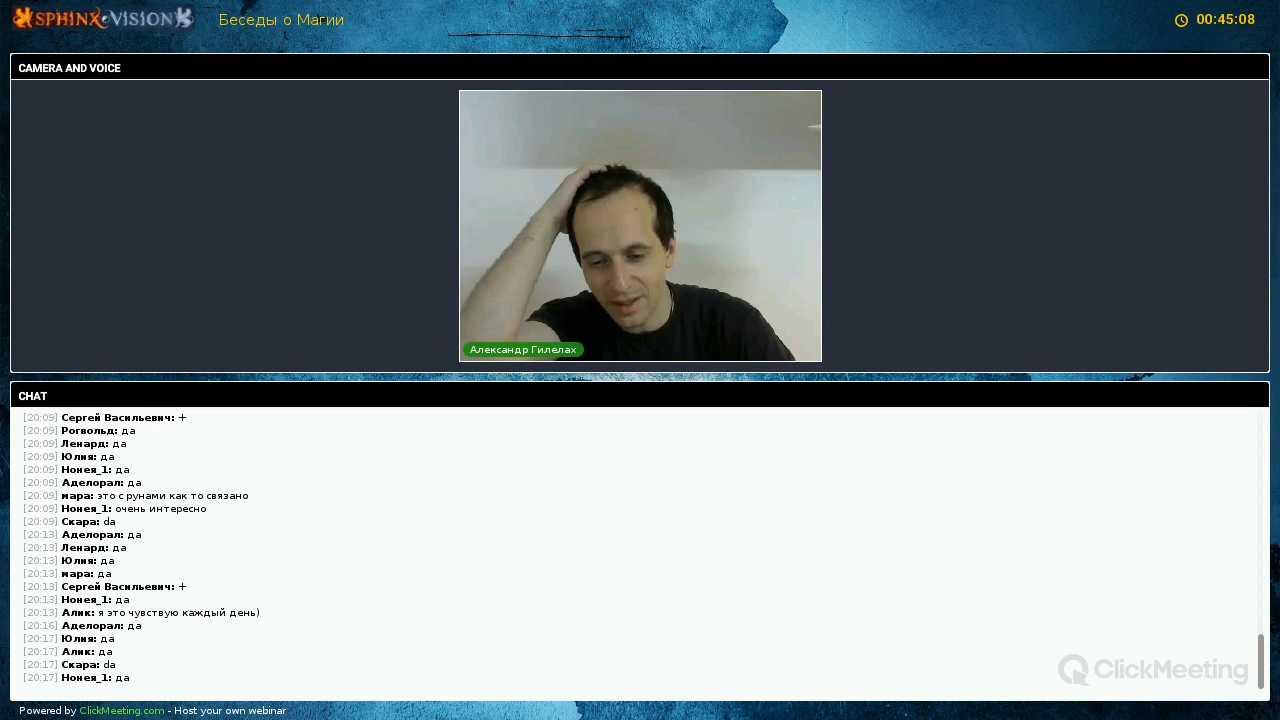 SPHINX VISION Беседы о Магии 00:45:08
CAMERA AND VOICE
Александр Гилелах
CHAT
[20:09] Сергей Васильевич: +
[20:09] Рогвольд: да
[20:09] Ленард: да
[20:09] Юлия: да
[20:09] Нонея_1: да
[20:09] Аделорал: да
[20:09] мара: это с рунами как то связано
[20:09] Нонея_1: очень интересно
[20:09] Скара: da
[20:13] Аделорал: да
[20:13] Ленард: да
[20:13] Юлия: да
[20:13] мара: да
[20:13] Сергей Васильевич: +
[20:13] Нонея_1: да
[20:13] Алик: я это чувствую каждый день)
[20:16] Аделорал: да
[20:17] Юлия: да
[20:17] Алик: да
[20:17] Скара: da
[20:17] Нонея_1: да
ClickMeeting
Powered by ClickMeeting.com - Host your own webinar